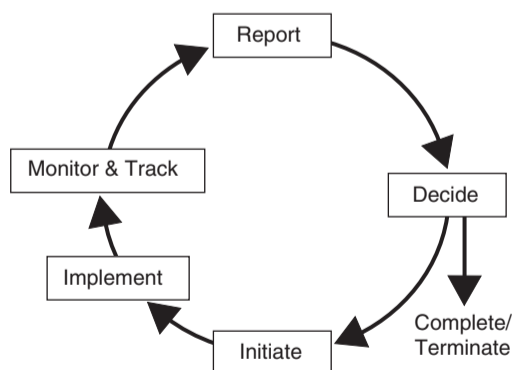 Report
Monitor & Track
Decide
Implement
Complete/
Terminate
Initiate